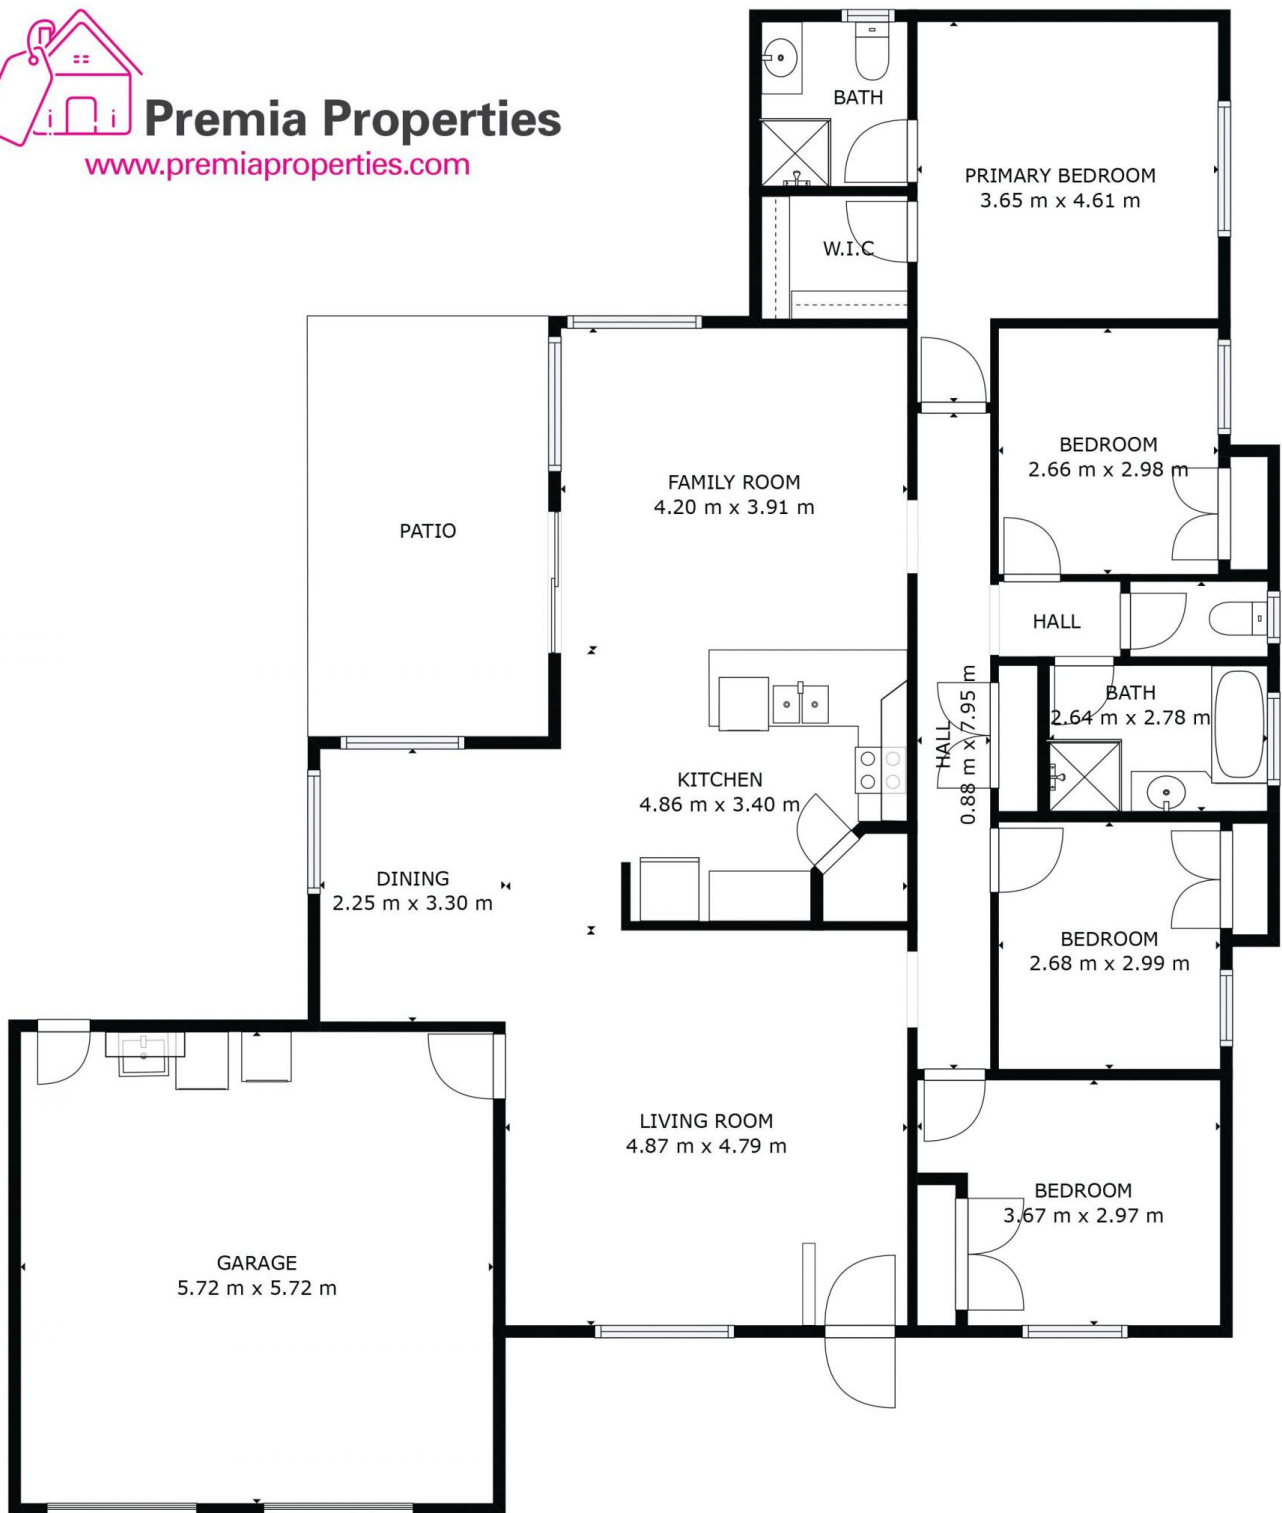 Premia Properties
www.premiaproperties.com
BATH
PRIMARY BEDROOM
3.65 m x 4.61 m
W.I.C
BEDROOM
2.66 m x 2.98 m
FAMILY ROOM
4.20 m x 3.91 m
PATIO
HALL
BATH
2.64 m x 2.78 m
HALL
0.88 m x 7.95 m
KITCHEN
4.86 m x 3.40 m
DINING
2.25 m x 3.30 m
BEDROOM
2.68 m x 2.99 m
LIVING ROOM
4.87 m x 4.79 m
BEDROOM
3.67 m x 2.97 m
GARAGE
5.72 m x 5.72 m